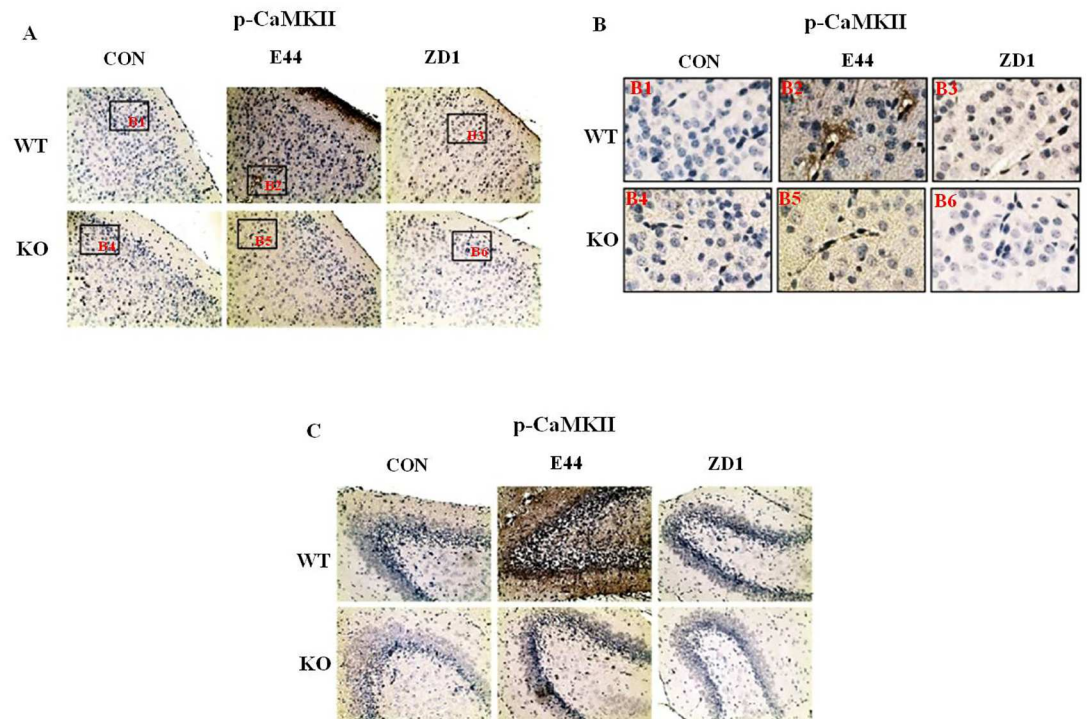 A
p-CaMKII
CON E44 ZD1
WT
B1 B2 B3
KO
B4 B5 B6
B
p-CaMKII
CON E44 ZD1
WT
B1 B2 B3
KO
B4 B5 B6
C
p-CaMKII
CON E44 ZD1
WT
KO